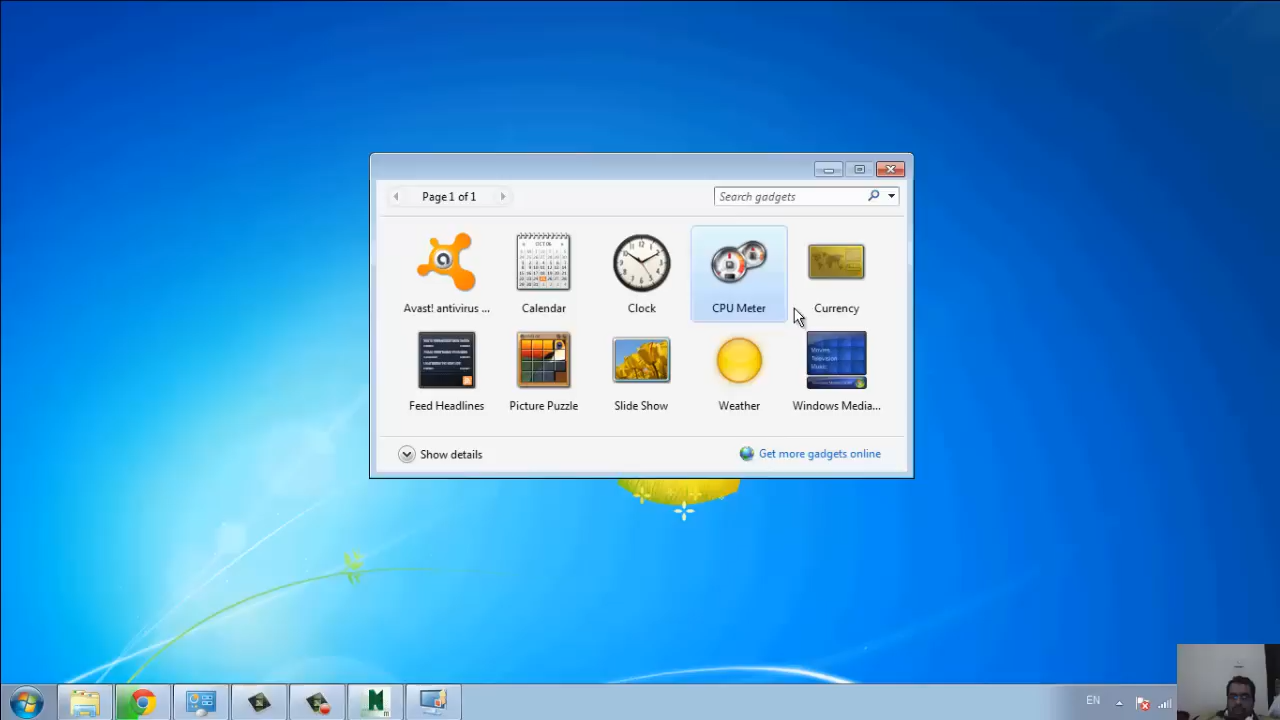 Page 1 of 1
Search gadgets
Avast! antivirus ...
Calendar
Clock
CPU Meter
Currency
Feed Headlines
Picture Puzzle
Slide Show
Weather
Windows Media...
Show details
Get more gadgets online
EN